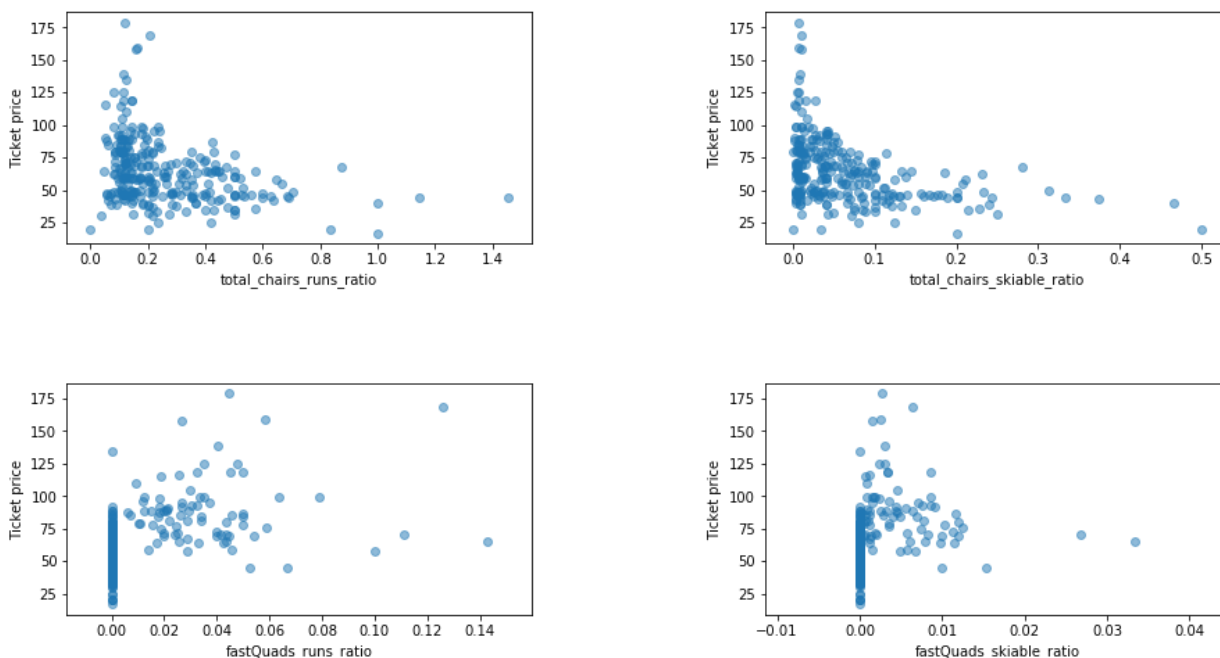 175
150
125
100
75
50
25
Ticket price
0.0 0.2 0.4 0.6 0.8 1.0 1.2 1.4
total_chairs_runs_ratio
175
150
125
100
75
50
25
Ticket price
0.0 0.1 0.2 0.3 0.4 0.5
total_chairs_skiable_ratio
175
150
125
100
75
50
25
Ticket price
0.00 0.02 0.04 0.06 0.08 0.10 0.12 0.14
fastQuads_runs_ratio
175
150
125
100
75
50
25
Ticket price
−0.01 0.00 0.01 0.02 0.03 0.04
fastQuads_skiable_ratio